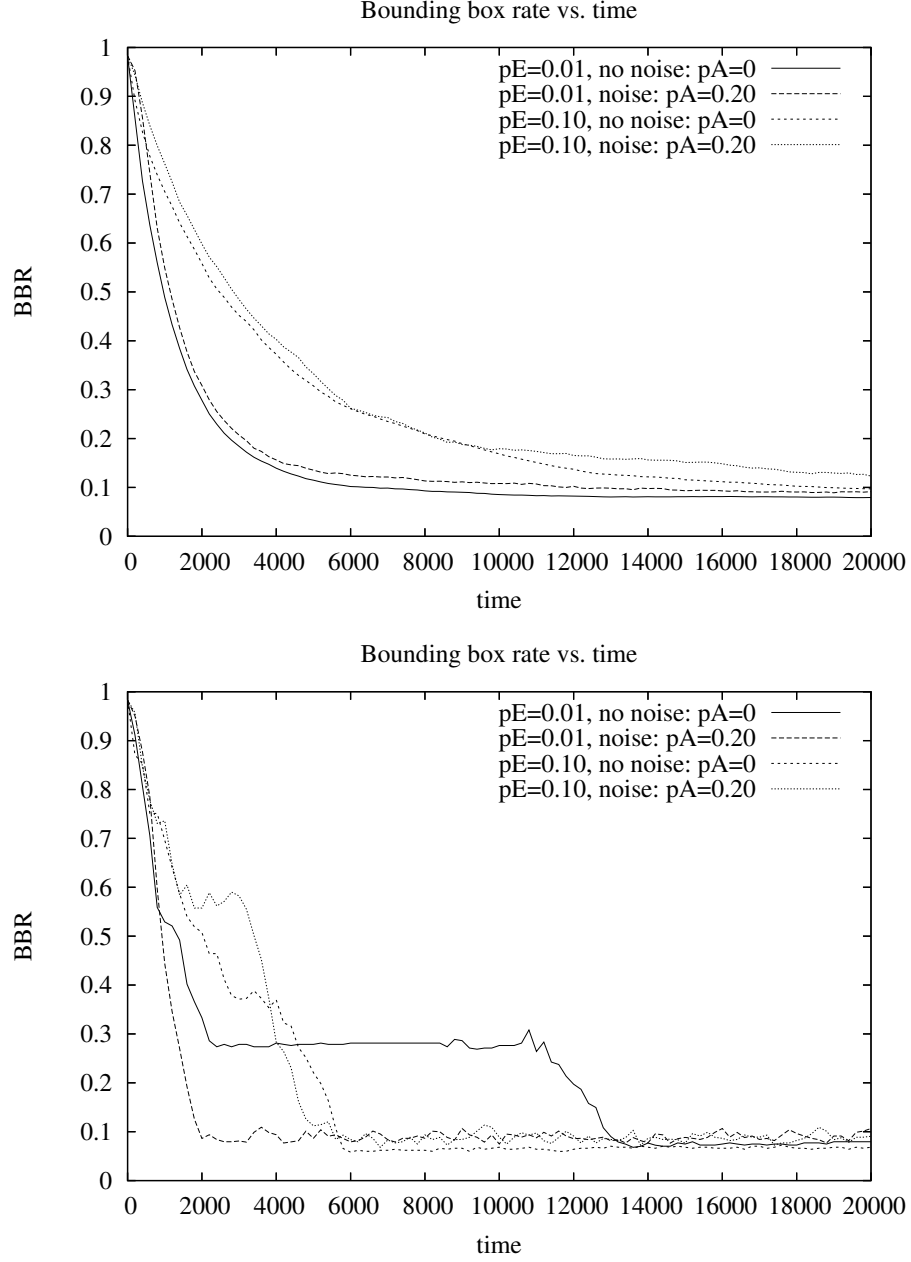 Bounding box rate vs. time
1
pE=0.01, no noise: pA=0
0.9
pE=0.01, noise: pA=0.20
pE=0.10, no noise: pA=0
0.8
pE=0.10, noise: pA=0.20
0.7
0.6
BBR
0.5
0.4
0.3
0.2
0.1
0
0 2000 4000 6000 8000 10000 12000 14000 16000 18000 20000
time
Bounding box rate vs. time
1
pE=0.01, no noise: pA=0
0.9
pE=0.01, noise: pA=0.20
pE=0.10, no noise: pA=0
0.8
pE=0.10, noise: pA=0.20
0.7
0.6
BBR
0.5
0.4
0.3
0.2
0.1
0
0 2000 4000 6000 8000 10000 12000 14000 16000 18000 20000
time